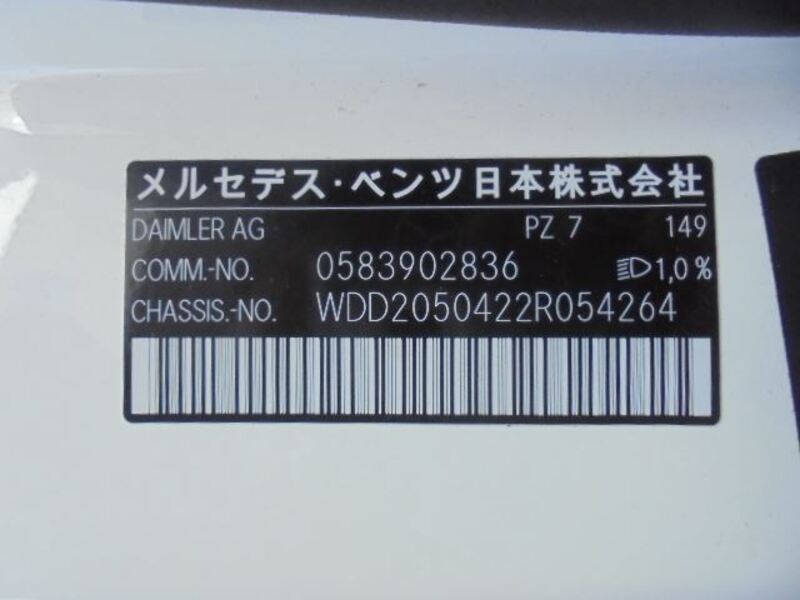 メルセデス・ベンツ日本株式会社
DAIMLER AG PZ 7 149
COMM.-NO. 0583902836 1,0%
CHASSIS.-NO. WDD2050422R054264